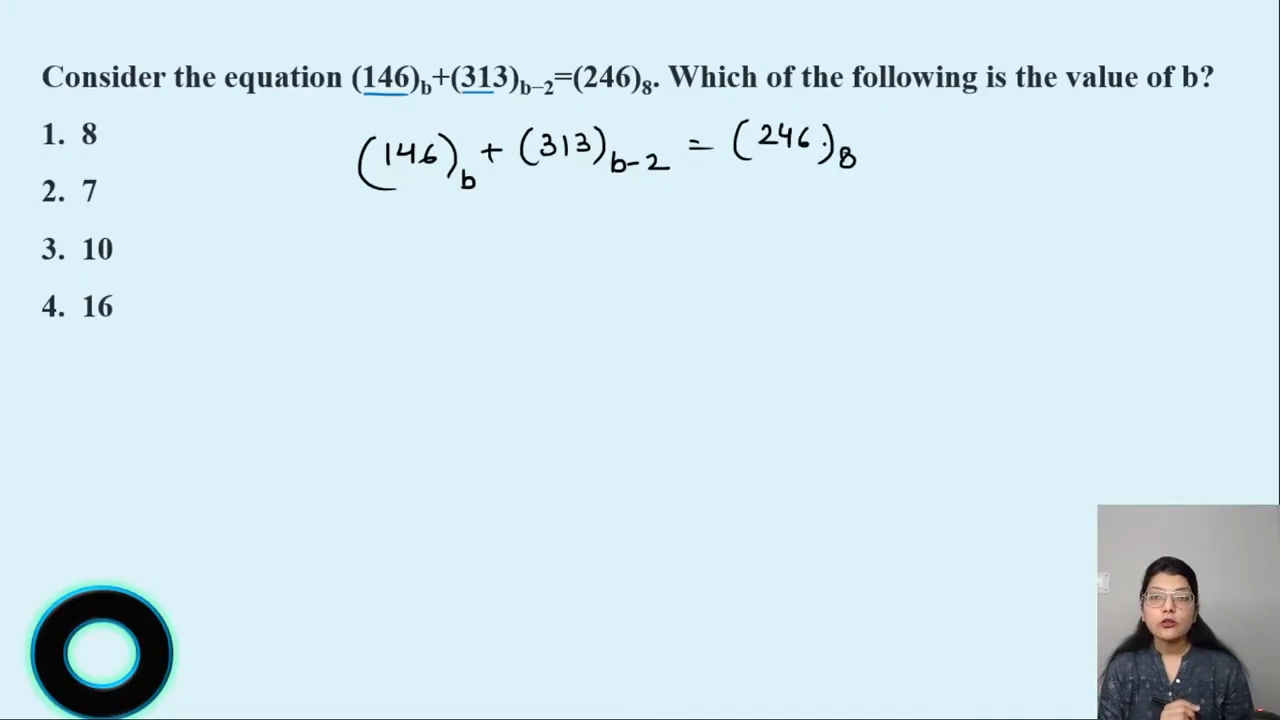 Consider the equation (146)b+(313)b−2=(246)8. Which of the following is the value of b?
1. 8
2. 7
3. 10
4. 16
(146)b + (313)b-2 = (246)8